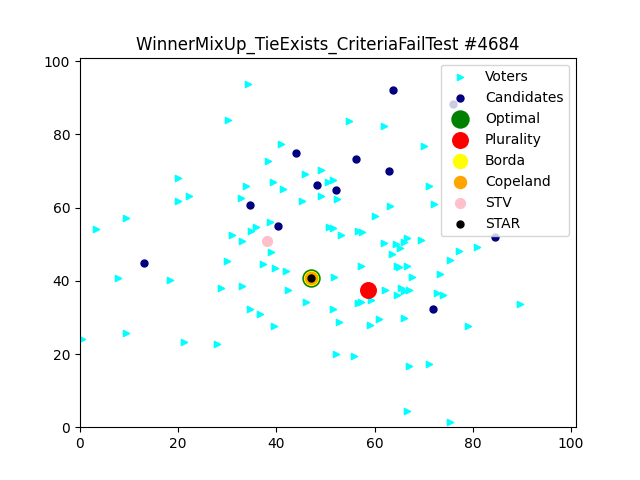 WinnerMixUp_TieExists_CriteriaFailTest #4684
100
80
60
40
20
0
0
20
40
60
80
100
Voters
Candidates
Optimal
Plurality
Borda
Copeland
STV
STAR